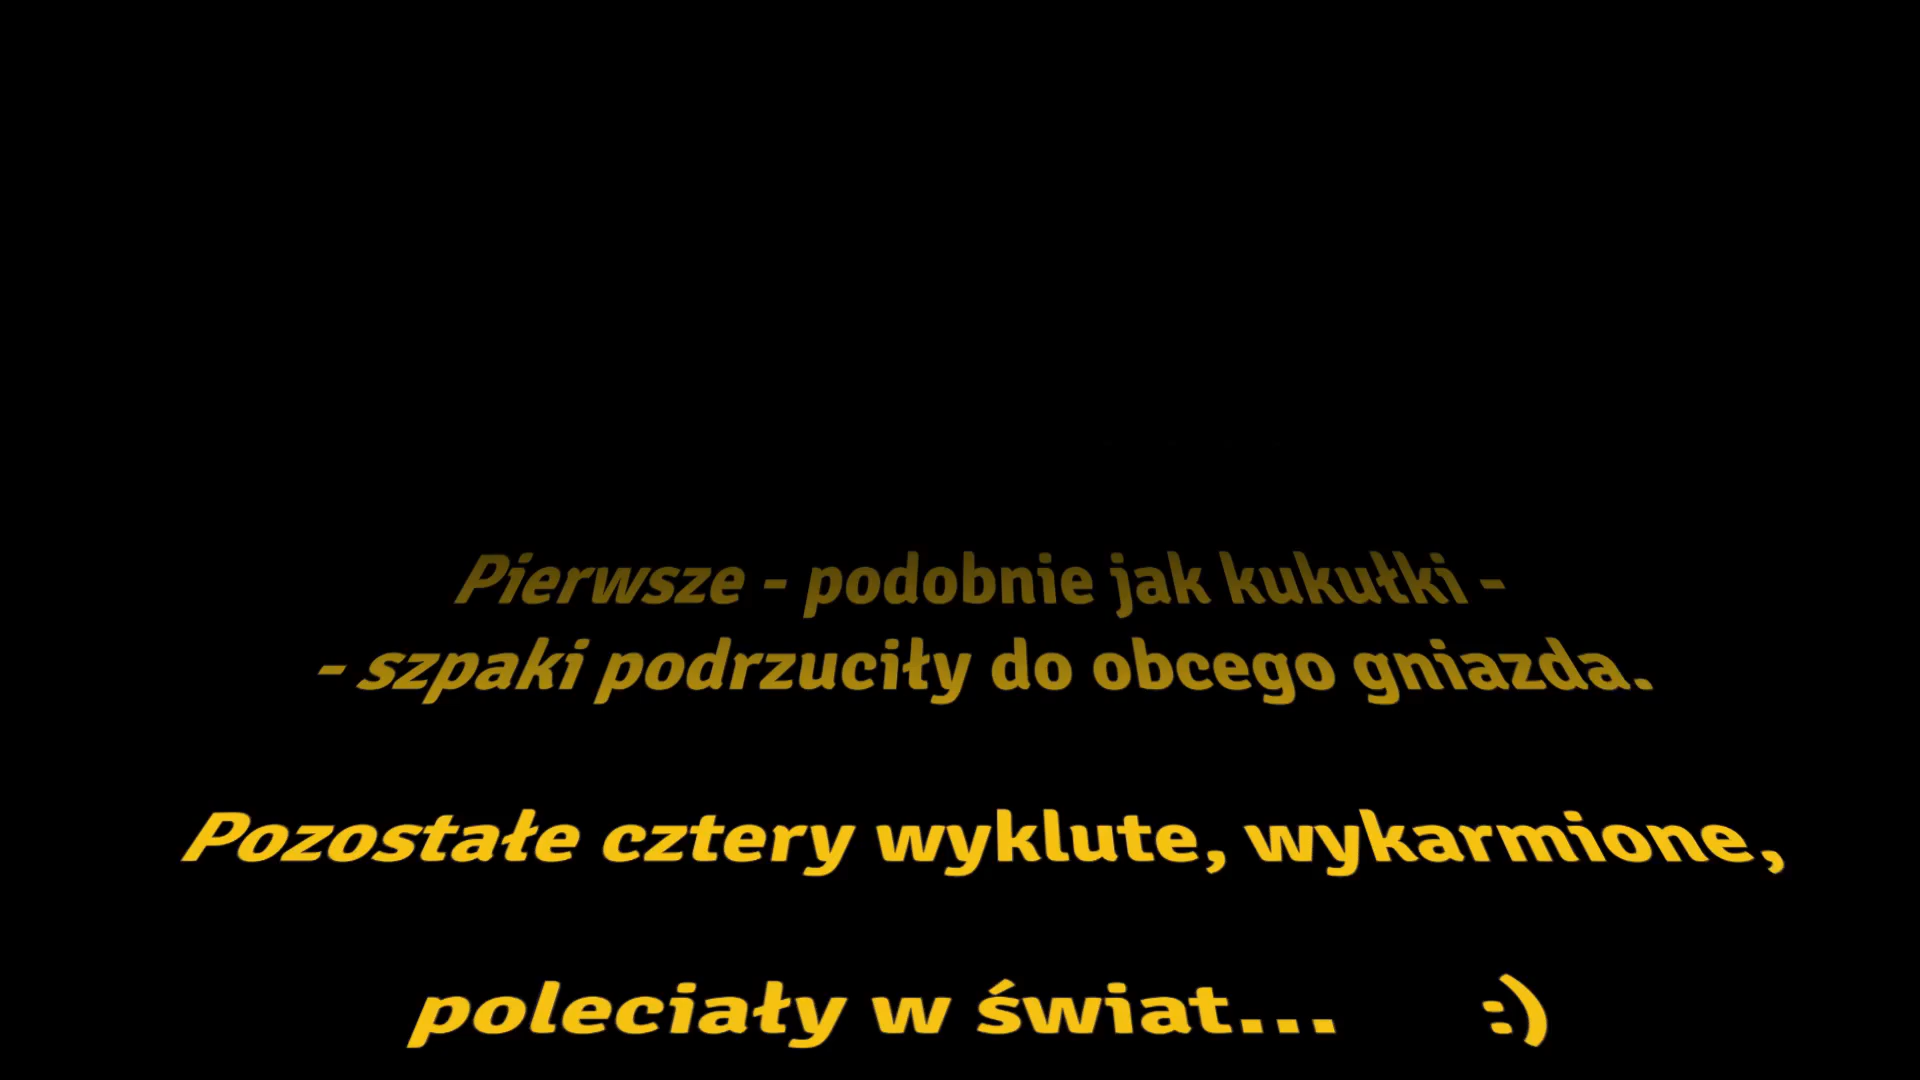 Pierwsze - podobnie jak kukułki -
- szpaki podrzuciły do obcego gniazda.
Pozostałe cztery wyklute, wykarmione,
poleciały w świat... :)